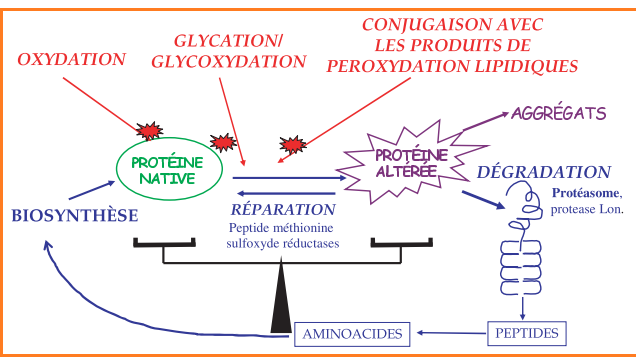 CONJUGAISON AVEC
LES PRODUITS DE
PEROXYDATION LIPIDIQUES
GLYCATION/
GLYCOXYDATION
OXYDATION
AGGRÉGATS
PROTÉINE
NATIVE
PROTÉINE
ALTÉRÉE
DÉGRADATION
Protéasome,
protease Lon.
BIOSYNTHÈSE
RÉPARATION
Peptide méthionine
sulfoxyde réductases
AMINOACIDES
PEPTIDES